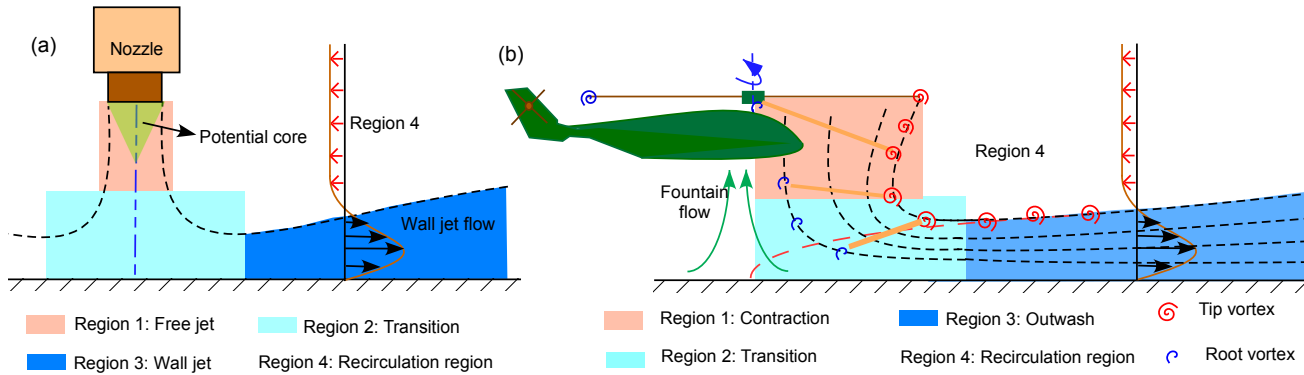 (a)
Nozzle
Potential core
Region 4
Wall jet flow
Region 1: Free jet
Region 2: Transition
Region 3: Wall jet
Region 4: Recirculation region
(b)
Region 4
Fountain
flow
Region 1: Contraction
Region 3: Outwash
Tip vortex
Region 2: Transition
Region 4: Recirculation region
Root vortex